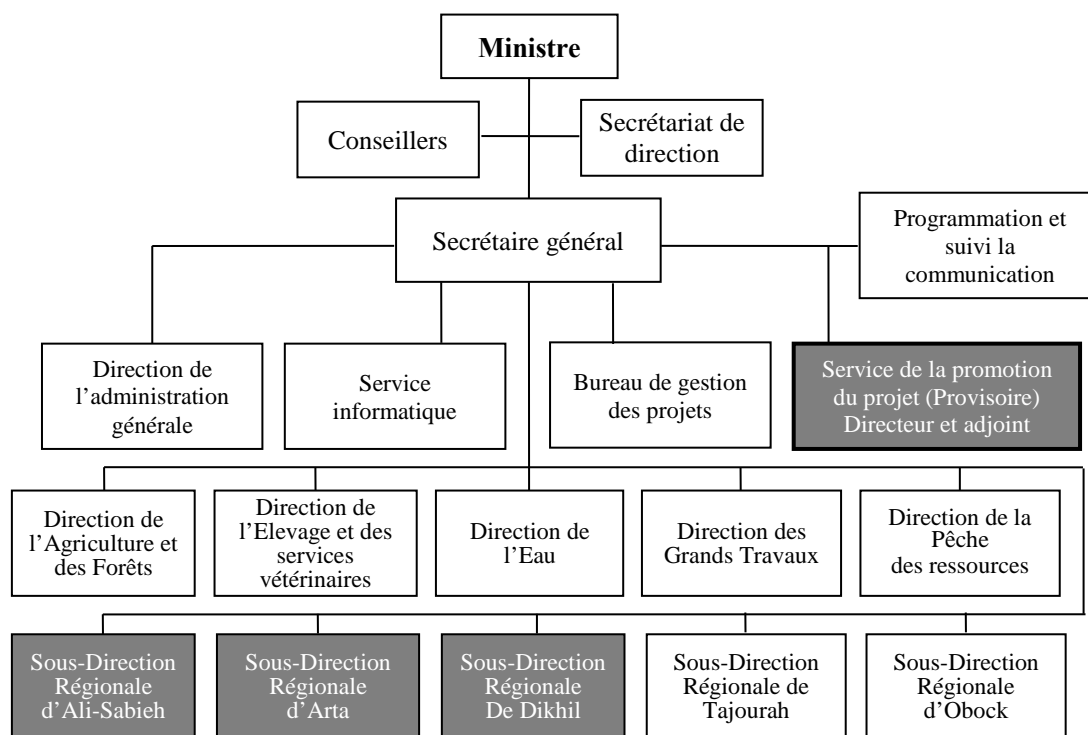 Ministre
Conseillers
Secrétariat de
direction
Secrétaire général
Programmation et
suivi la
communication
Direction de
l’administration
générale
Service
informatique
Bureau de gestion
des projets
Service de la promotion
du projet (Provisoire)
Directeur et adjoint
Direction de
l’Agriculture et
des Forêts
Direction de
l’Elevage et des
services
vétérinaires
Direction de
l’Eau
Direction des
Grands Travaux
Direction de la
Pêche
des ressources
Sous-Direction
Régionale
d’Ali-Sabieh
Sous-Direction
Régionale
d’Arta
Sous-Direction
Régionale
De Dikhil
Sous-Direction
Régionale de
Tajourah
Sous-Direction
Régionale
d’Obock